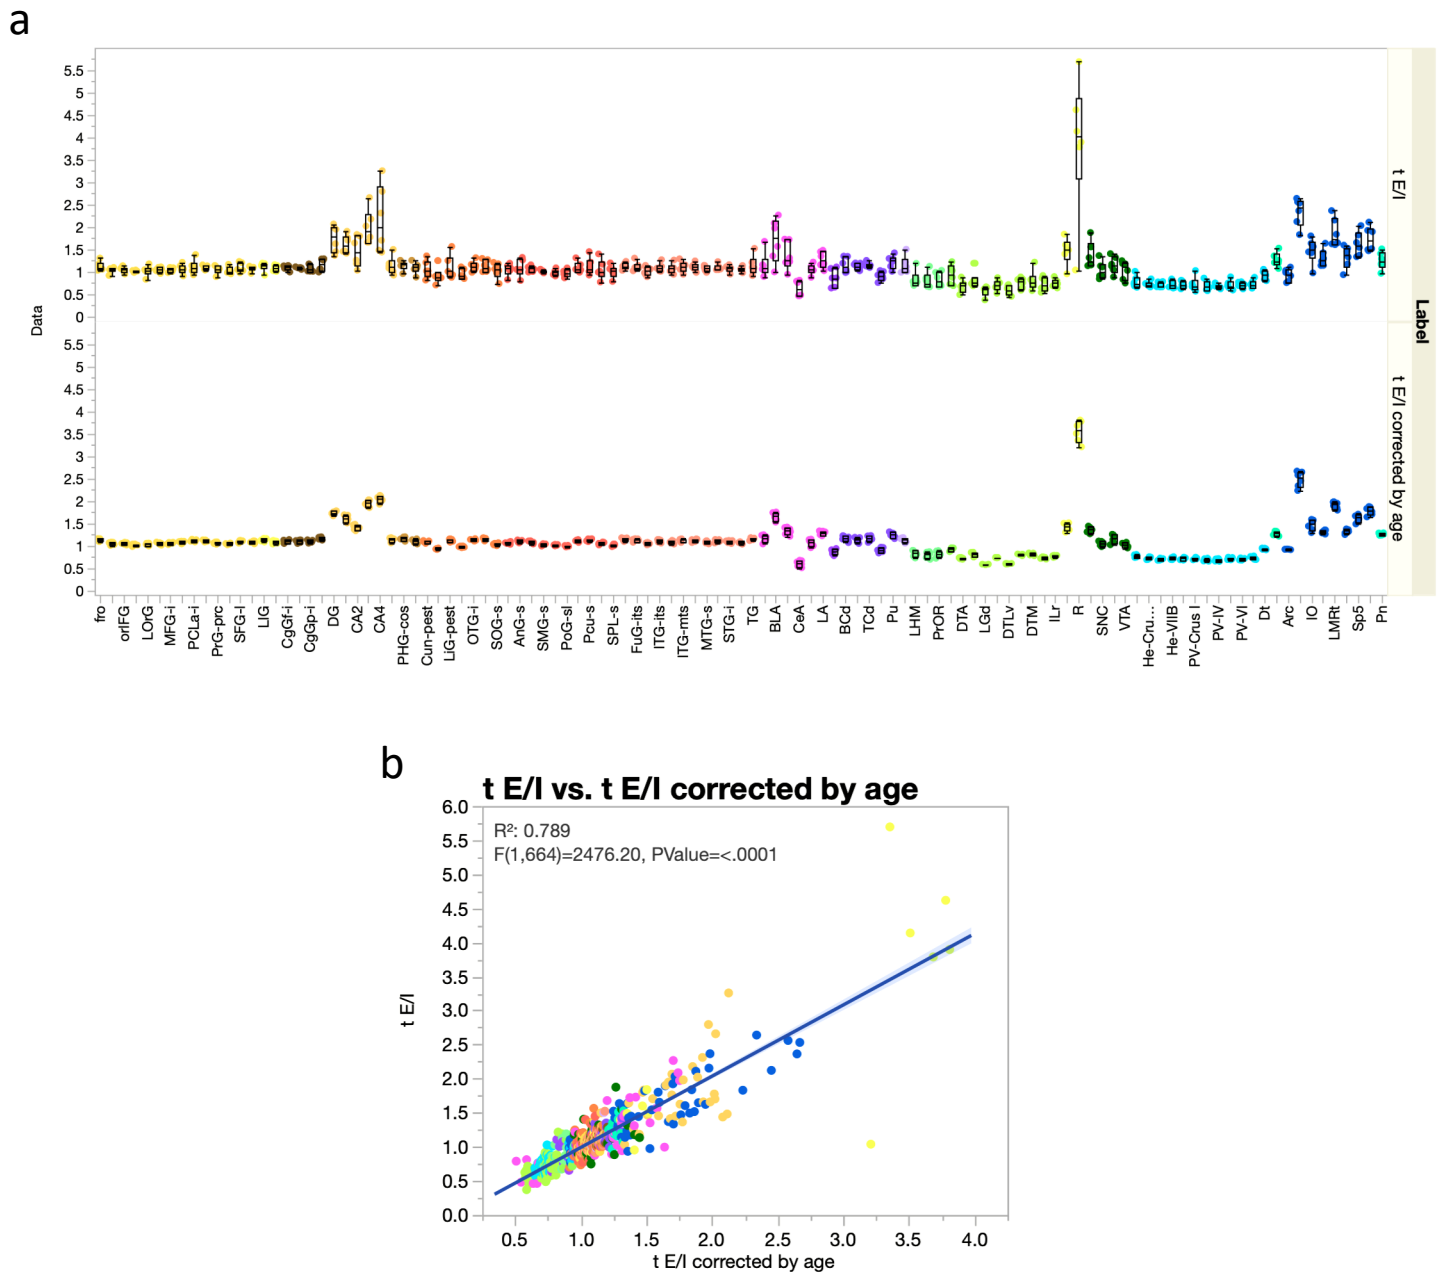 a
5.5
5
4.5
4
3.5
3
2.5
2
1.5
1
0.5
0
t E/I
Data
Label
5.5
5
4.5
4
3.5
3
2.5
2
1.5
1
0.5
0
t E/I corrected by age
fro
orIFG
LOrG
MFG-i
PCLa-i
PrG-prc
SFG-l
LIG
CgGf-i
CgGp-i
DG
CA2
CA4
PHG-cos
Cun-pest
LiG-pest
OTG-i
SOG-s
AnG-s
SMG-s
PoG-sl
Pcu-s
SPL-s
FuG-its
ITG-its
ITG-mts
MTG-s
STG-i
TG
BLA
CeA
LA
BCd
TCd
Pu
LHM
PrOR
DTA
LGd
DTLv
DTM
ILr
R
SNC
VTA
He-Cru...
He-VIIB
PV-Crus I
PV-IV
PV-VI
Dt
Arc
IO
LMRt
Sp5
Pn
b
t E/I vs. t E/I corrected by age
R²: 0.789
F(1,664)=2476.20, PValue=<.0001
6.0
5.5
5.0
4.5
4.0
3.5
3.0
2.5
2.0
1.5
1.0
0.5
0.0
t E/I
0.5 1.0 1.5 2.0 2.5 3.0 3.5 4.0
t E/I corrected by age